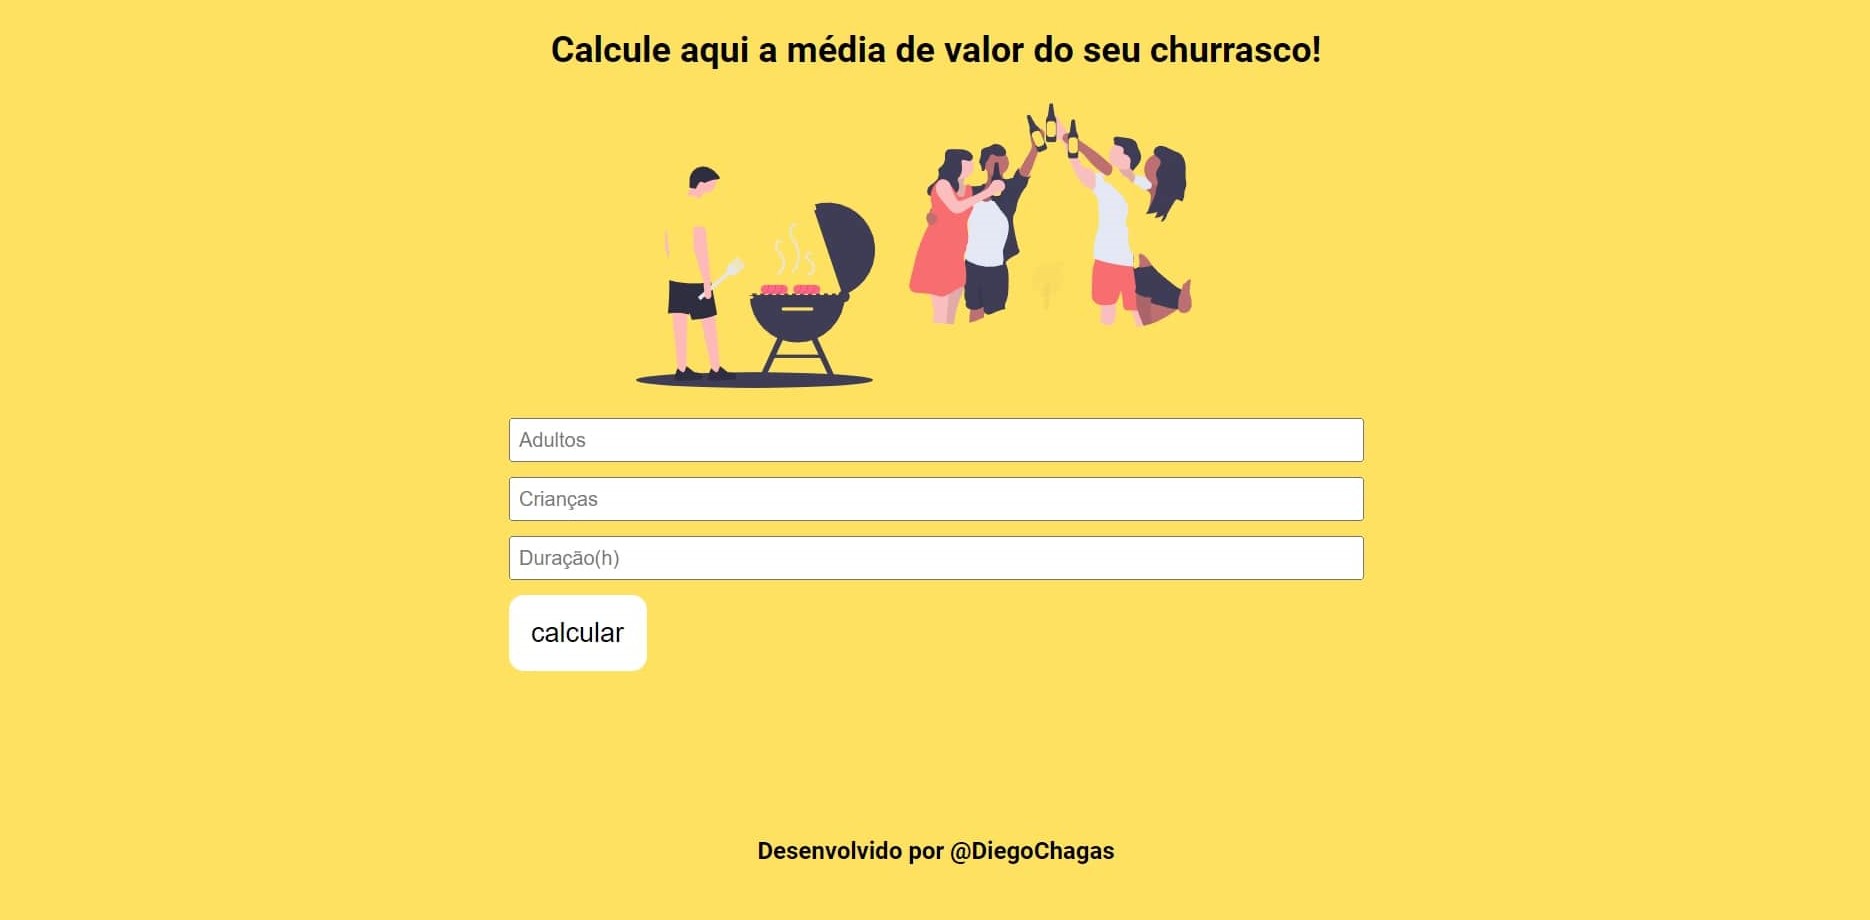 Calcule aqui a média de valor do seu churrasco!
Adultos
Crianças
Duração(h)
calcular
Desenvolvido por @DiegoChagas